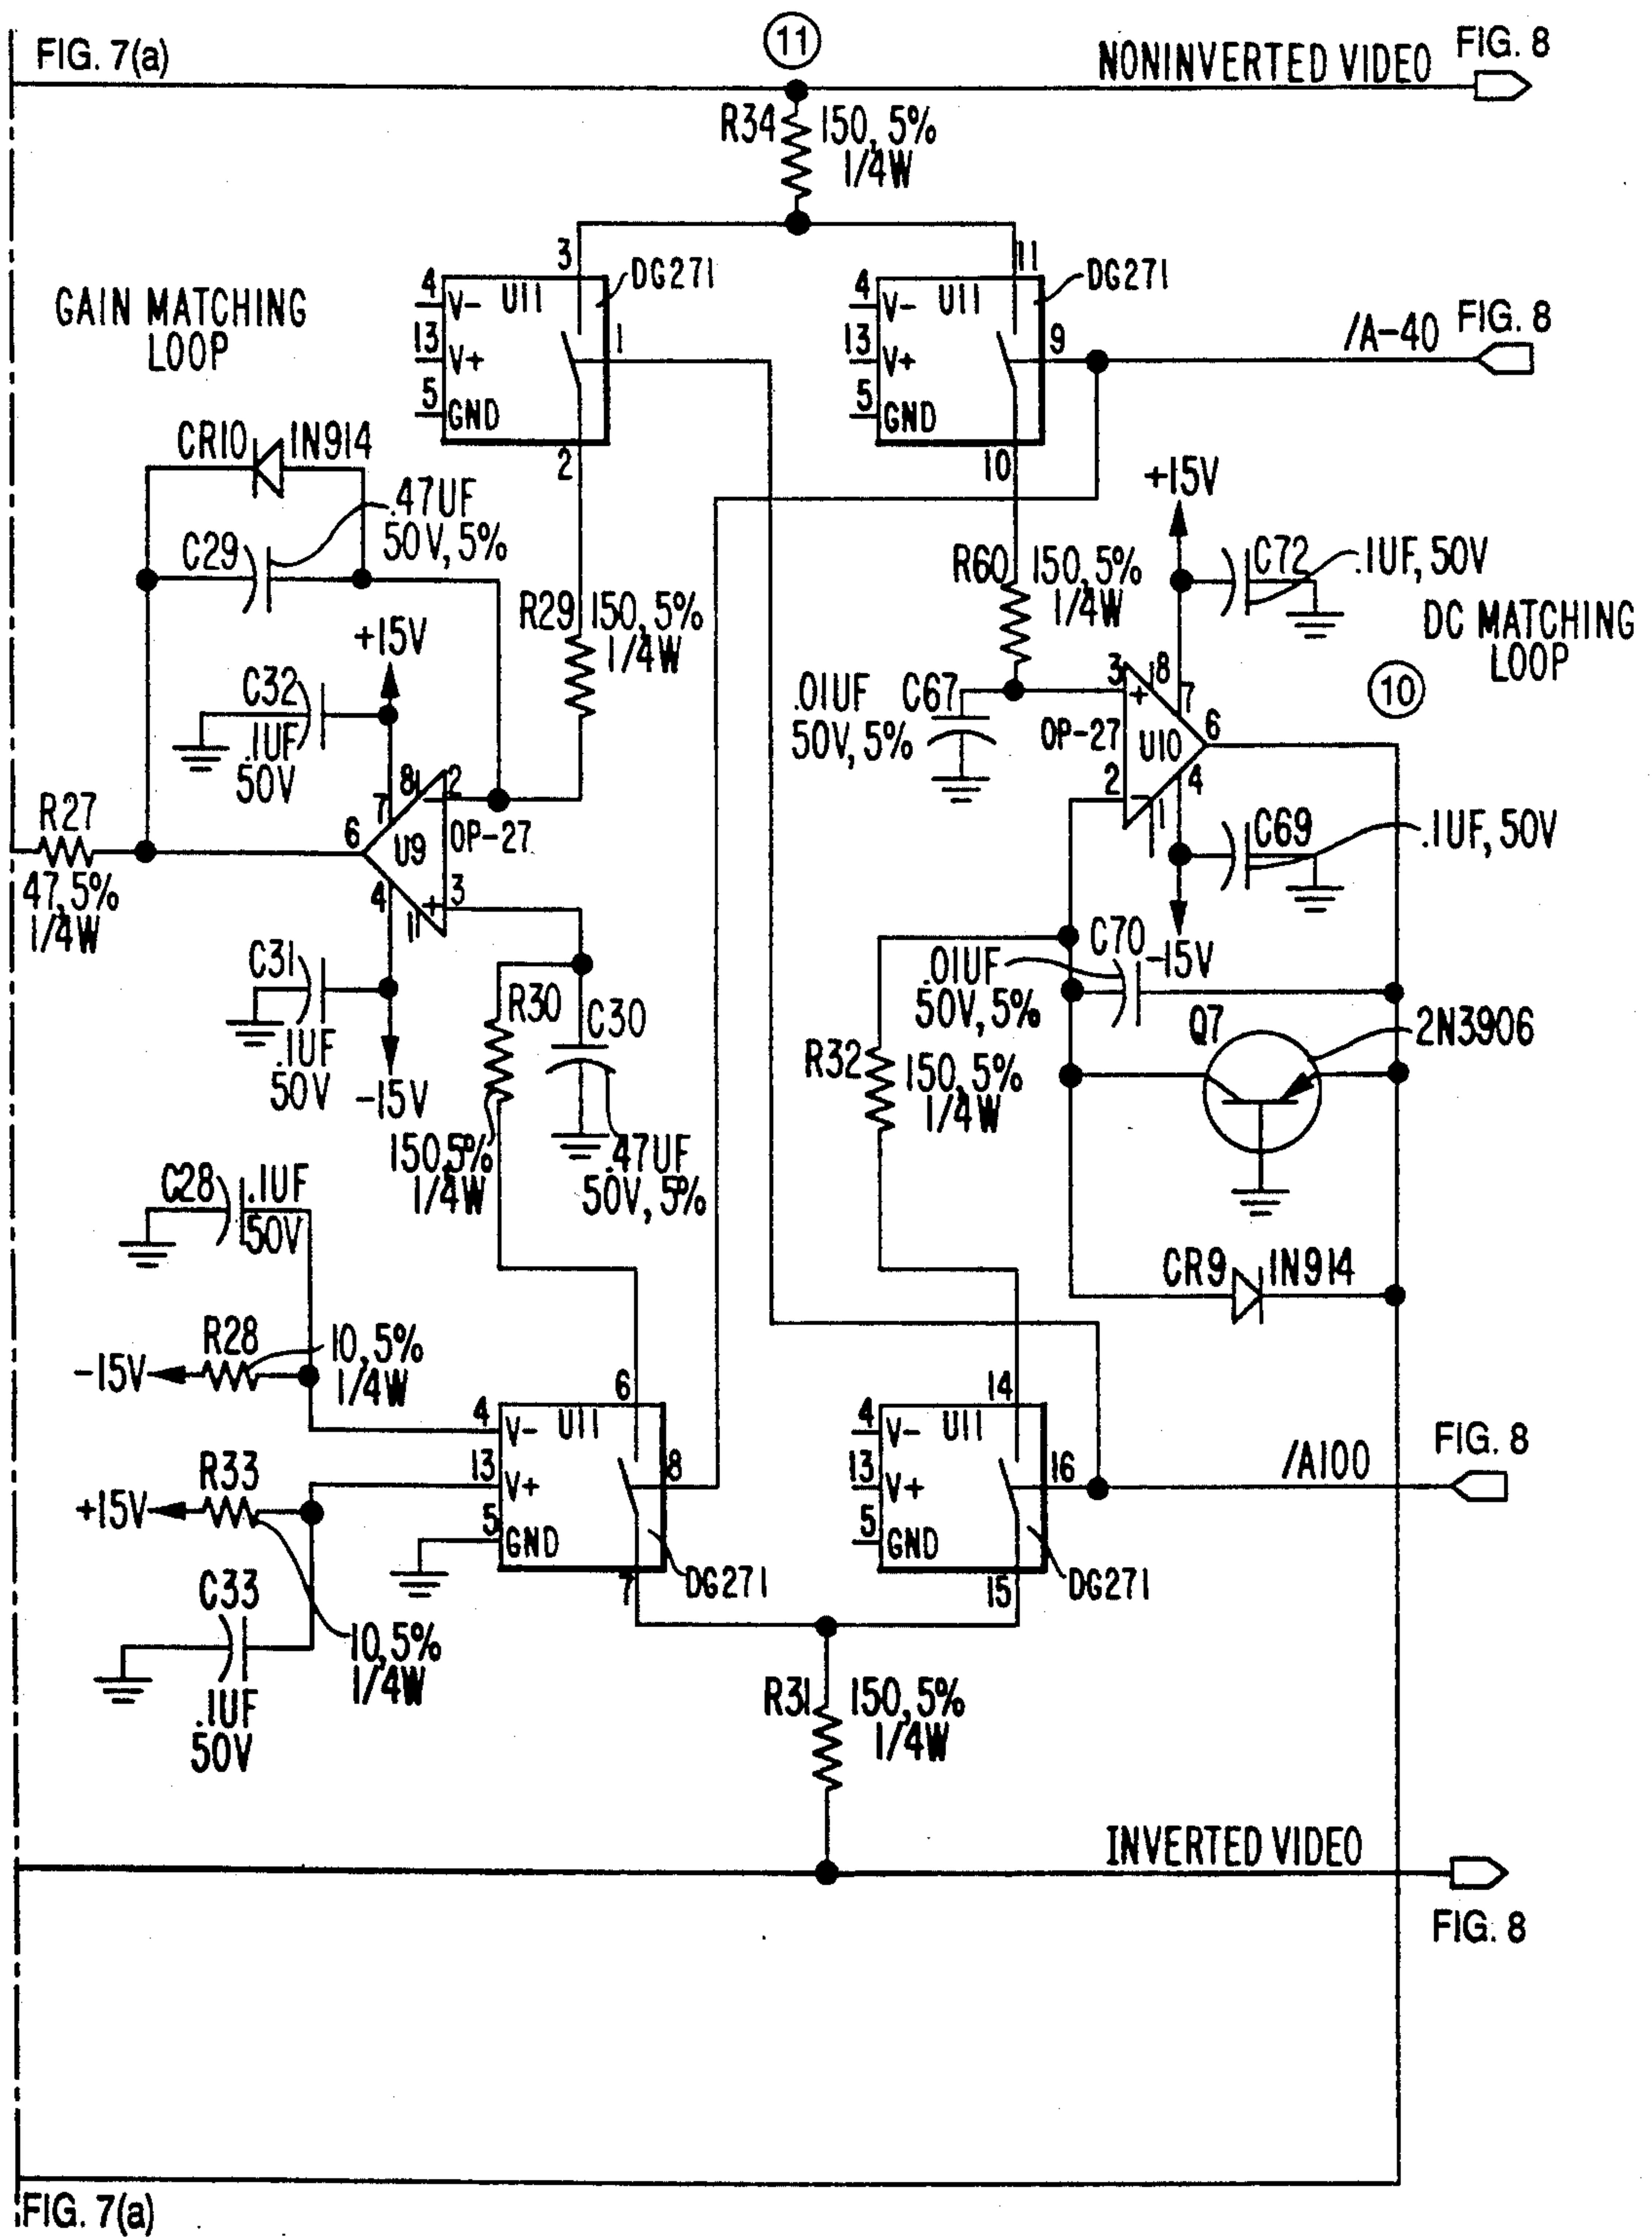 FIG. 7(a)
11
NONINVERTED VIDEO
FIG. 8
R34
150, 5%
1/4W
GAIN MATCHING
LOOP
3
DG271
4
V-
U11
13
V+
1
5
GND
2
11
DG271
4
V-
U11
13
V+
9
5
GND
10
/A-40
FIG. 8
CR10
1N914
.47UF
50V, 5%
C29
R29
150, 5%
1/4W
+15V
C32
.1UF
50V
R27
47, 5%
1/4W
8
2
7
6
U9
OP-27
4
3
1
-
+
C31
.1UF
50V
-15V
R30
150,5%
1/4W
C30
.47UF
50V, 5%
+15V
C72
.1UF, 50V
R60
150, 5%
1/4W
DC MATCHING
LOOP
10
.01UF
50V, 5%
C67
3
8
+
7
OP-27
U10
6
2
4
-
1
C69
.1UF, 50V
-15V
C70
.01UF
50V, 5%
Q7
2N3906
R32
150, 5%
1/4W
CR9
1N914
C28
.1UF
50V
R28
-15V
10, 5%
1/4W
R33
+15V
10, 5%
1/4W
C33
.1UF
50V
6
4
V-
U11
13
V+
8
5
GND
7
DG271
14
4
V-
U11
13
V+
16
5
GND
15
DG271
/A100
FIG. 8
R31
150, 5%
1/4W
INVERTED VIDEO
FIG. 8
FIG. 7(a)